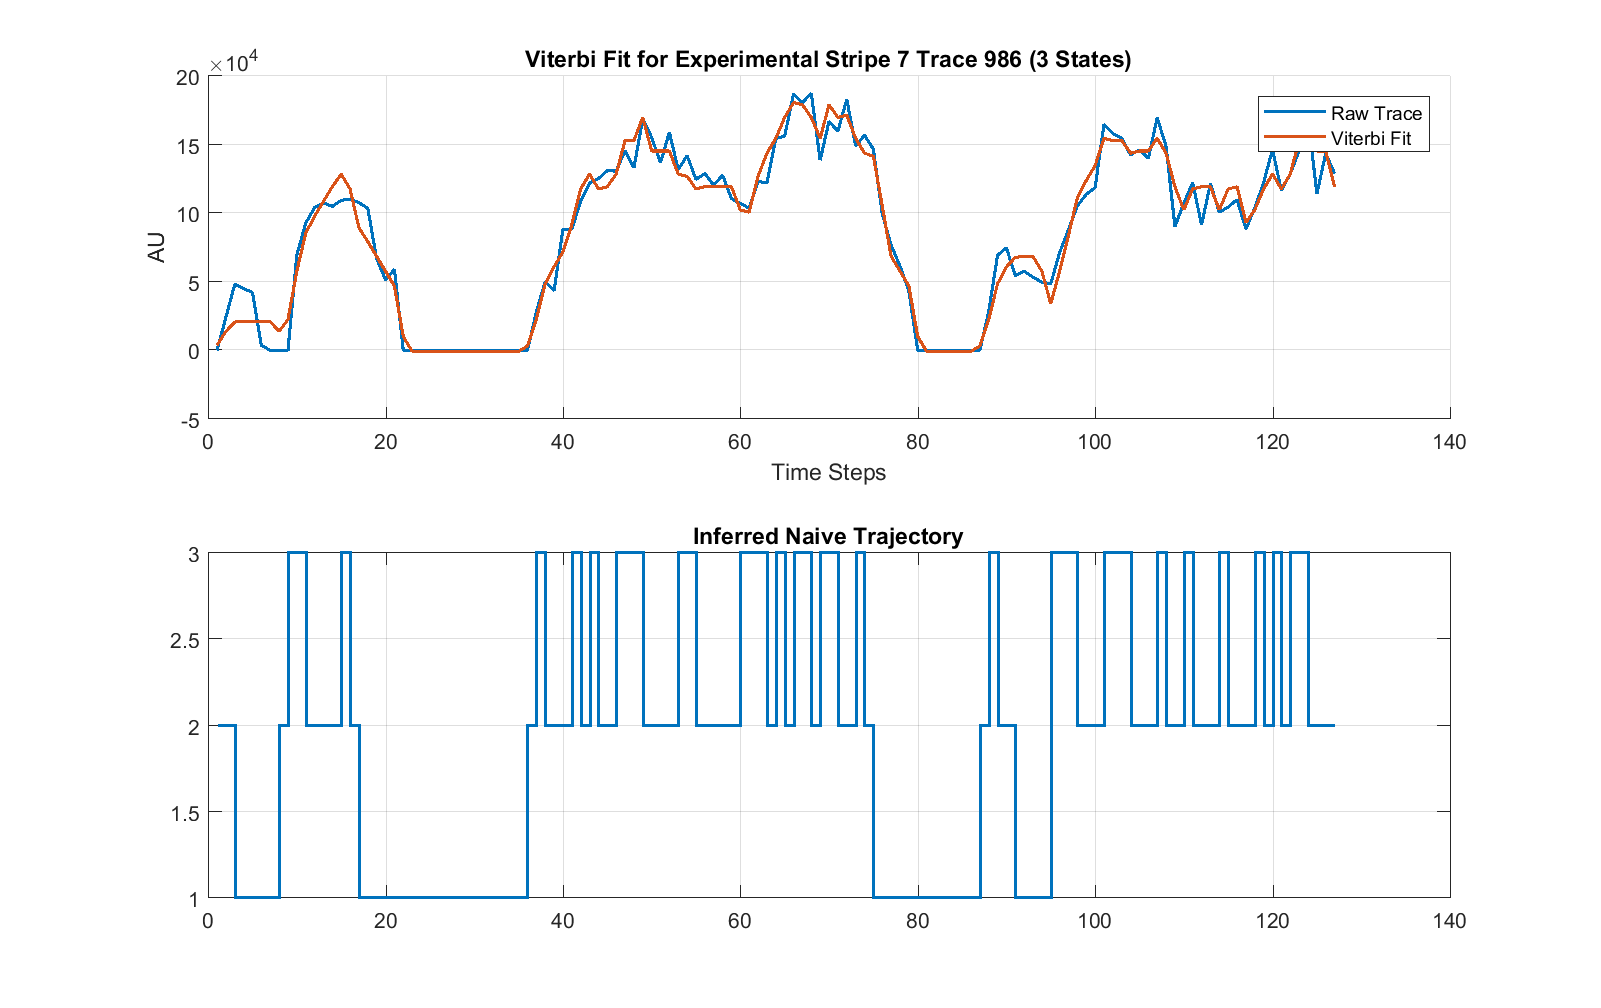 Viterbi Fit for Experimental Stripe 7 Trace 986 (3 States)
×10^4
20
15
10
5
0
-5
AU
Raw Trace
Viterbi Fit
0 20 40 60 80 100 120 140
Time Steps
Inferred Naive Trajectory
3
2.5
2
1.5
1
0 20 40 60 80 100 120 140